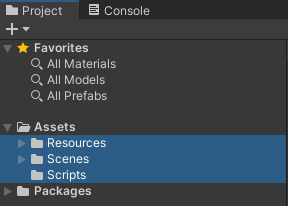 Project Console
Favorites
All Materials
All Models
All Prefabs
Assets
Resources
Scenes
Scripts
Packages